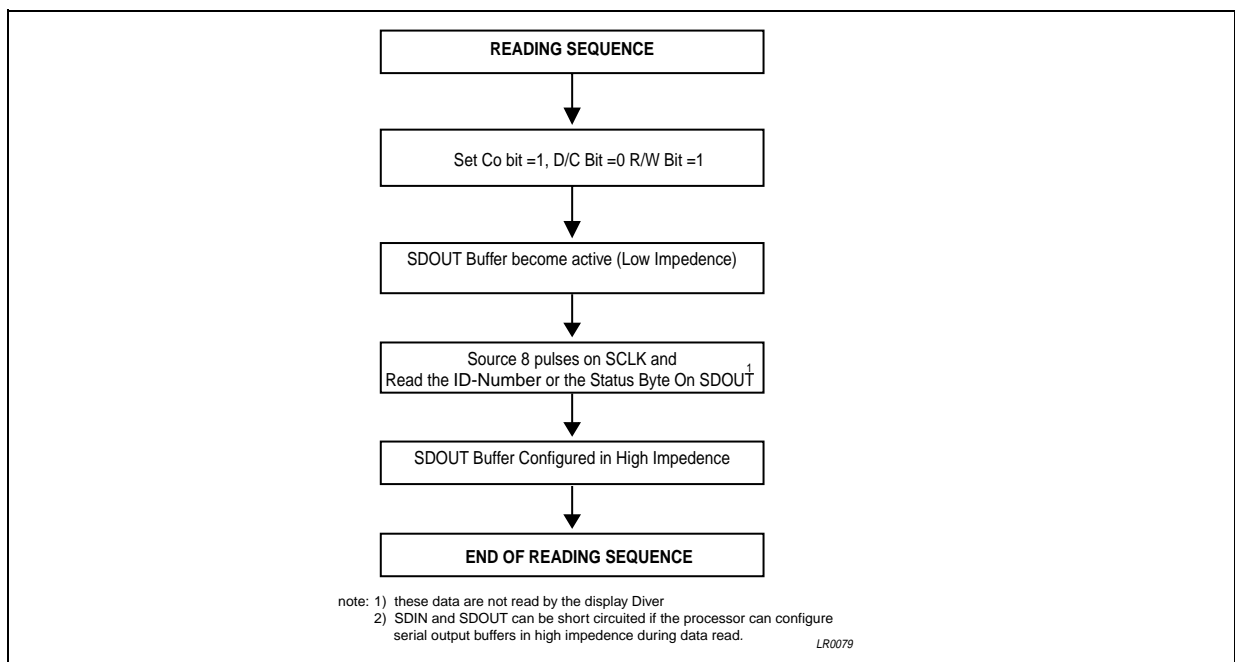 READING SEQUENCE
Set Co bit =1, D/C Bit =0 R/W Bit =1
SDOUT Buffer become active (Low Impedence)
Source 8 pulses on SCLK and
Read the ID-Number or the Status Byte On SDOUT1
SDOUT Buffer Configured in High Impedence
END OF READING SEQUENCE
note: 1) these data are not read by the display Diver
2) SDIN and SDOUT can be short circuited if the processor can configure
serial output buffers in high impedence during data read.
LR0079